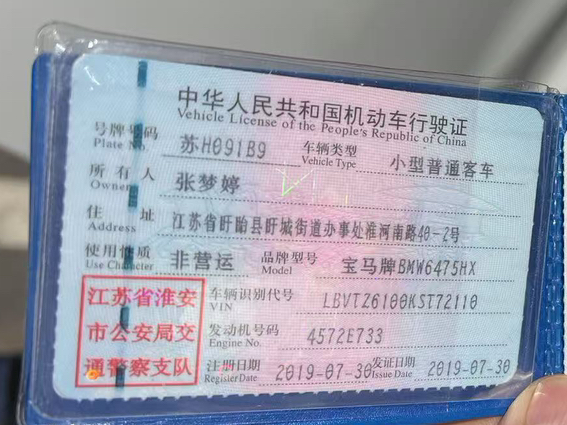 中华人民共和国机动车行驶证
Vehicle License of the People's Republic of China
号牌号码 苏H091B9 车辆类型 小型普通客车
Plate No. Vehicle Type
所有人 张梦婷
Owner
住址 江苏省盱眙县盱城街道办事处淮河南路40-2号
Address
使用性质 非营运 品牌型号 宝马牌BMW6475HX
Use Character Model
江苏省淮安
市公安局交
通警察支队
车辆识别代号 LBVTZ6100KST72110
VIN
发动机号码 4572E733
Engine No.
注册日期 2019-07-30 发证日期 2019-07-30
Register Date Issue Date